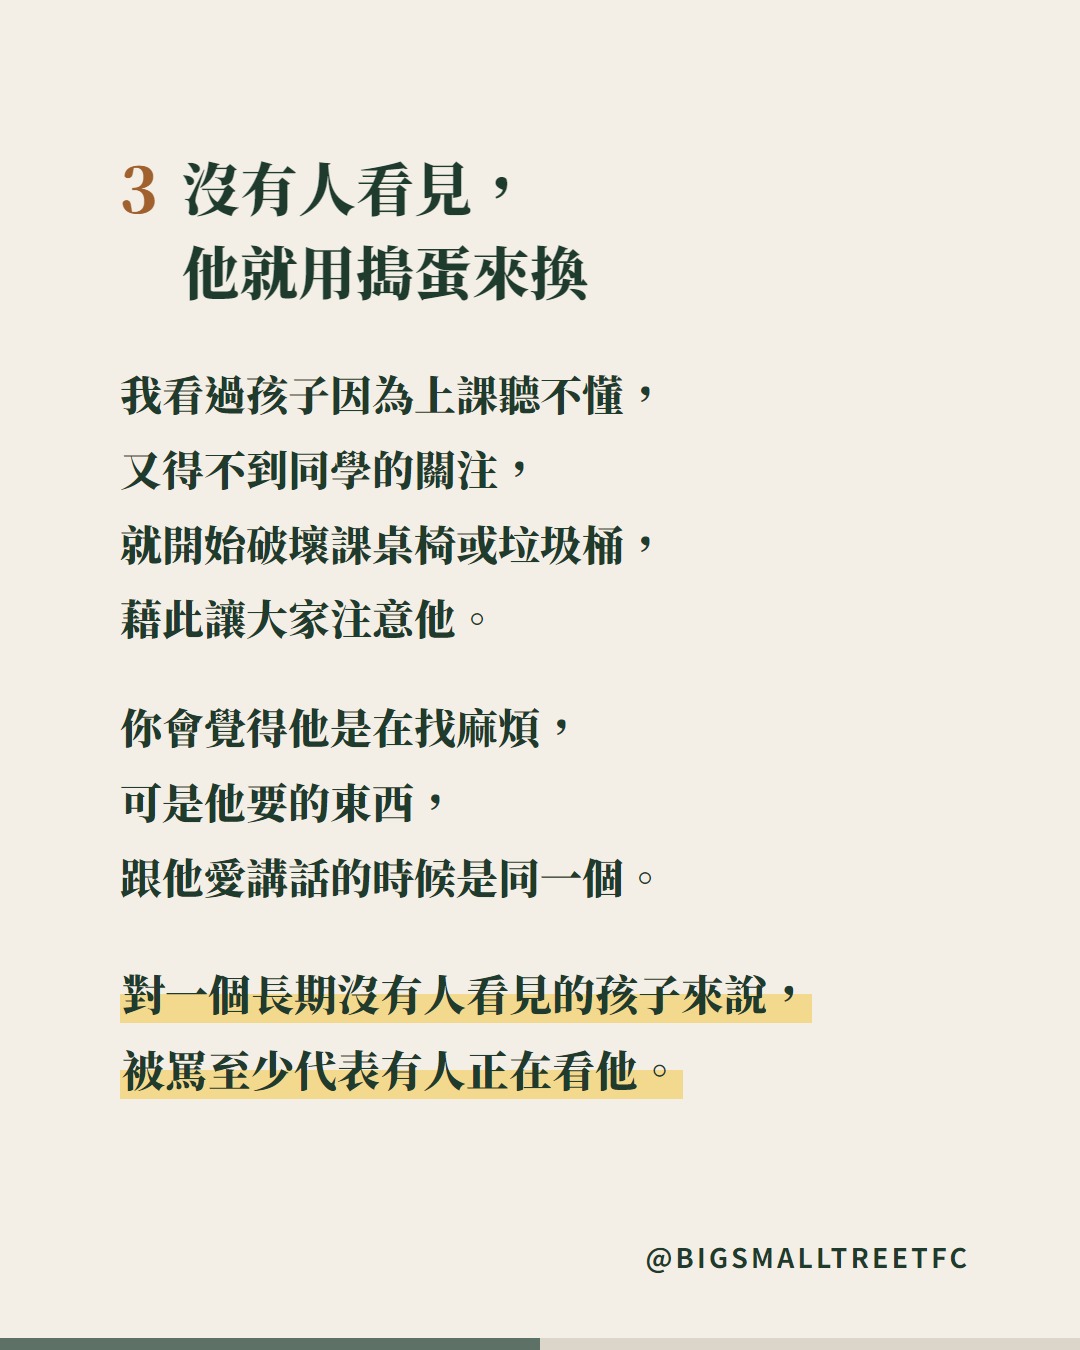 3 沒有人看見，
他就用搗蛋來換
我看過孩子因為上課聽不懂，
又得不到同學的關注，
就開始破壞課桌椅或垃圾桶，
藉此讓大家注意他。
你會覺得他是在找麻煩，
可是他要的東西，
跟他愛講話的時候是同一個。
對一個長期沒有人看見的孩子來說，
被罵至少代表有人正在看他。
@BIGSMALLTREETFC